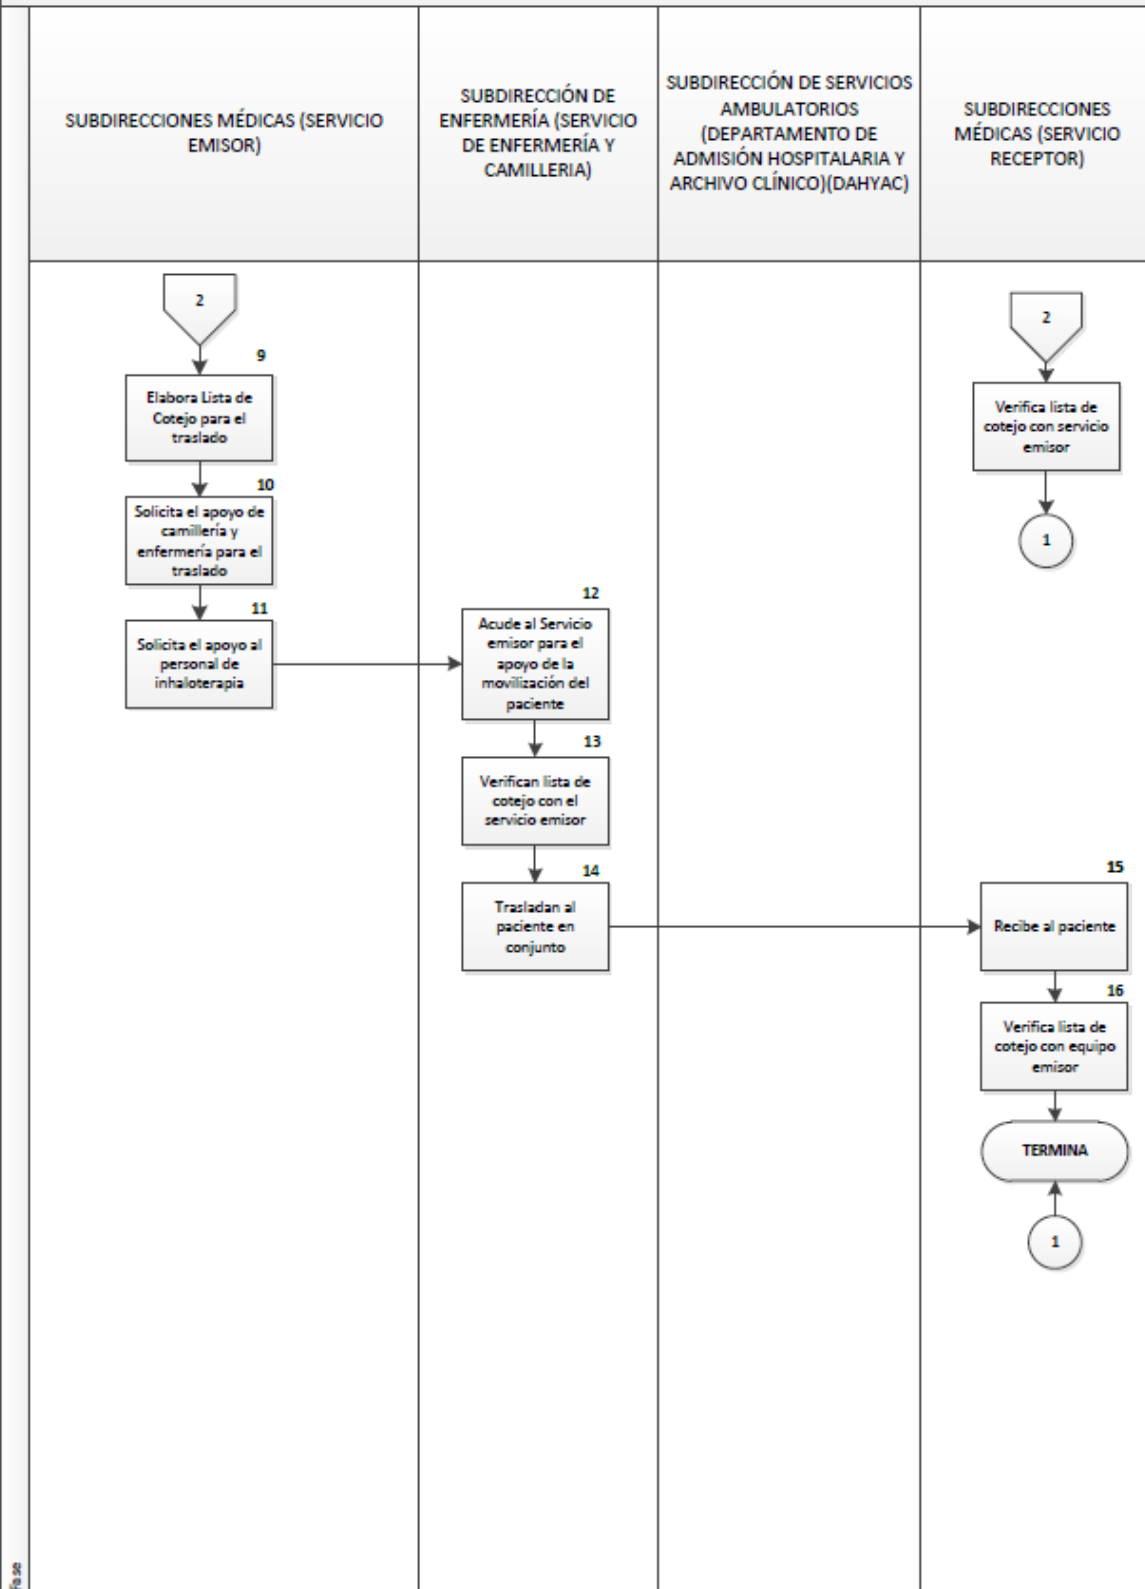 SUBDIRECCIONES MÉDICAS (SERVICIO
EMISOR)
SUBDIRECCIÓN DE
ENFERMERÍA (SERVICIO
DE ENFERMERÍA Y
CAMILLERIA)
SUBDIRECCIÓN DE SERVICIOS
AMBULATORIOS
(DEPARTAMENTO DE
ADMISIÓN HOSPITALARIA Y
ARCHIVO CLÍNICO)(DAHYAC)
SUBDIRECCIONES
MÉDICAS (SERVICIO
RECEPTOR)
2
9
Elabora Lista de
Cotejo para el
traslado
10
Solicita el apoyo de
camillería y
enfermería para el
traslado
11
Solicita el apoyo al
personal de
inhaloterapia
12
Acude al Servicio
emisor para el
apoyo de la
movilización del
paciente
13
Verifican lista de
cotejo con el
servicio emisor
14
Trasladan al
paciente en
conjunto
2
Verifica lista de
cotejo con servicio
emisor
1
15
Recibe al paciente
16
Verifica lista de
cotejo con equipo
emisor
TERMINA
1
Fase